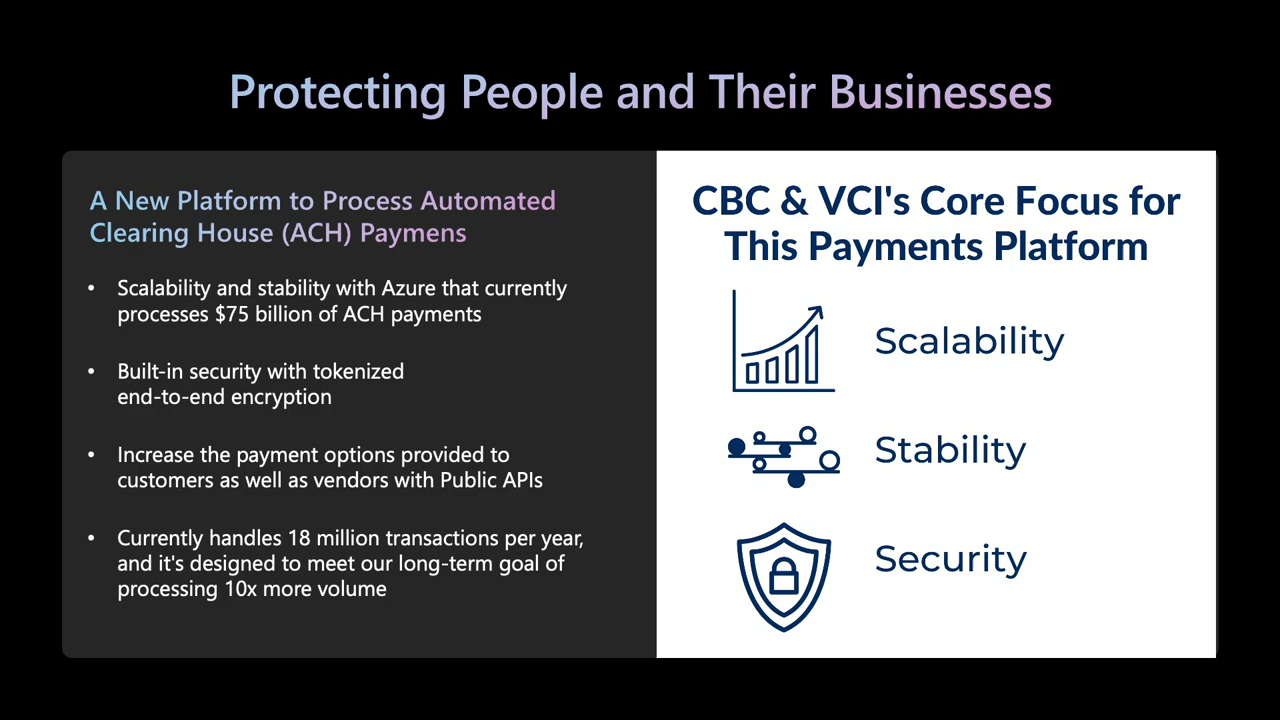 Protecting People and Their Businesses
A New Platform to Process Automated
Clearing House (ACH) Paymens
• Scalability and stability with Azure that currently
processes $75 billion of ACH payments
• Built-in security with tokenized
end-to-end encryption
• Increase the payment options provided to
customers as well as vendors with Public APIs
• Currently handles 18 million transactions per year,
and it's designed to meet our long-term goal of
processing 10x more volume
CBC & VCI's Core Focus for
This Payments Platform
Scalability
Stability
Security